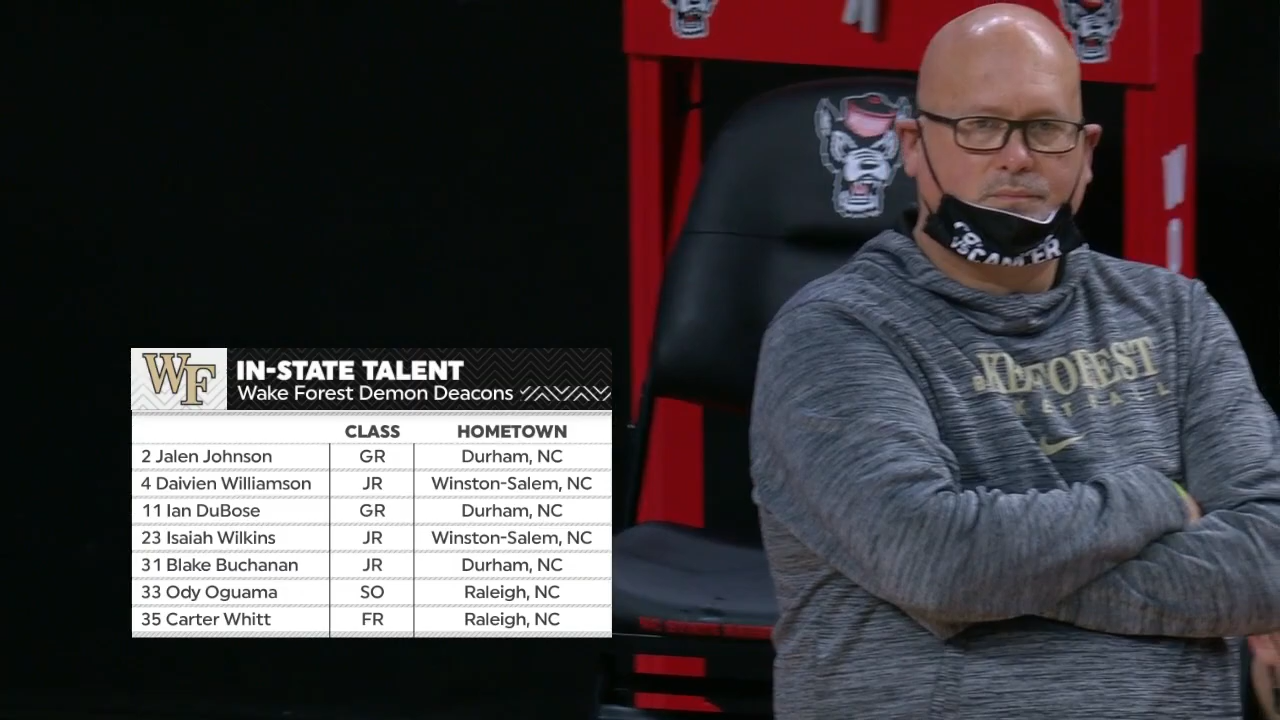 WF
IN-STATE TALENT
Wake Forest Demon Deacons
CLASS HOMETOWN
2 Jalen Johnson GR Durham, NC
4 Daivien Williamson JR Winston-Salem, NC
11 Ian DuBose GR Durham, NC
23 Isaiah Wilkins JR Winston-Salem, NC
31 Blake Buchanan JR Durham, NC
33 Ody Oguama SO Raleigh, NC
35 Carter Whitt FR Raleigh, NC